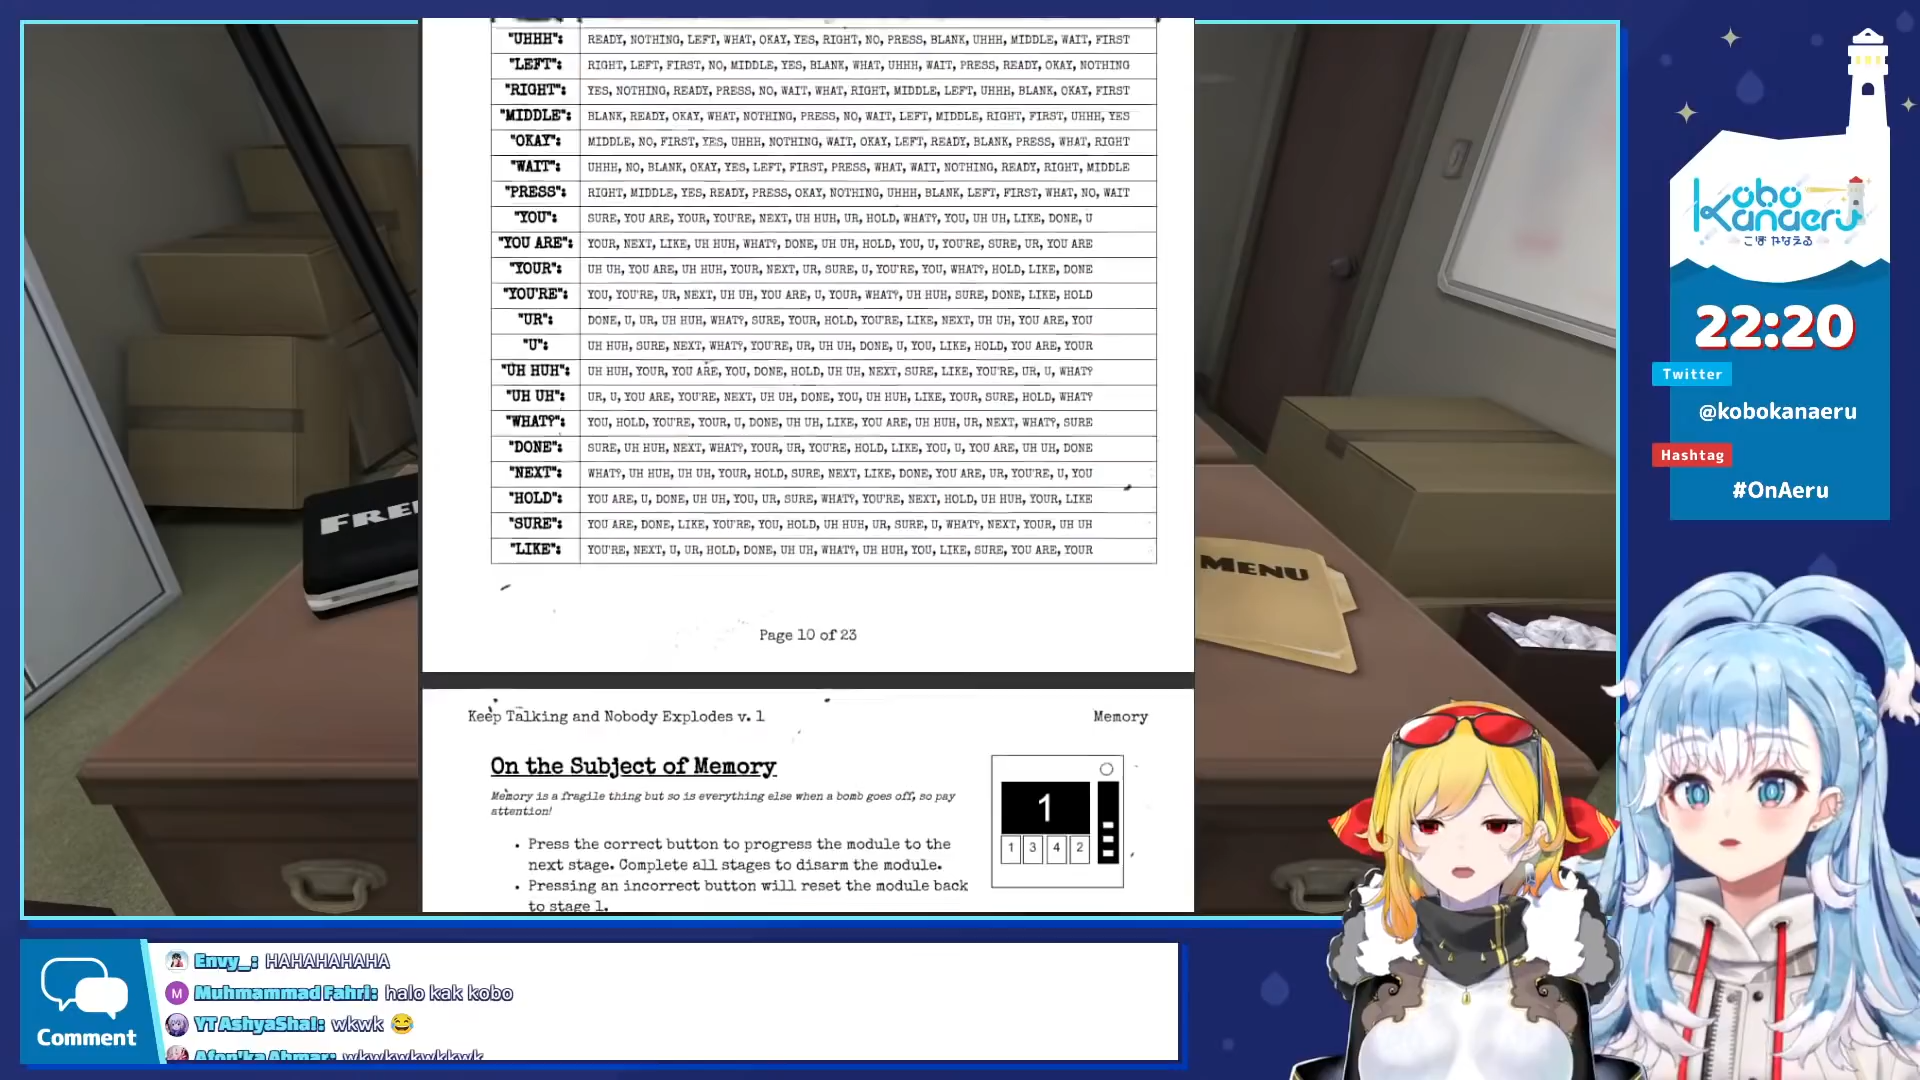 "UHHH": READY, NOTHING, LEFT, WHAT, OKAY, YES, RIGHT, NO, PRESS, BLANK, UHHH, MIDDLE, WAIT, FIRST
"LEFT": RIGHT, LEFT, FIRST, NO, MIDDLE, YES, BLANK, WHAT, UHHH, WAIT, PRESS, READY, OKAY, NOTHING
"RIGHT": YES, NOTHING, READY, PRESS, NO, WAIT, WHAT, RIGHT, MIDDLE, LEFT, UHHH, BLANK, OKAY, FIRST
"MIDDLE": BLANK, READY, OKAY, WHAT, NOTHING, PRESS, NO, WAIT, LEFT, MIDDLE, RIGHT, FIRST, UHHH, YES
"OKAY": MIDDLE, NO, FIRST, YES, UHHH, NOTHING, WAIT, OKAY, LEFT, READY, BLANK, PRESS, WHAT, RIGHT
"WAIT": UHHH, NO, BLANK, OKAY, YES, LEFT, FIRST, PRESS, WHAT, WAIT, NOTHING, READY, RIGHT, MIDDLE
"PRESS": RIGHT, MIDDLE, YES, READY, PRESS, OKAY, NOTHING, UHHH, BLANK, LEFT, FIRST, WHAT, NO, WAIT
"YOU": SURE, YOU ARE, YOUR, YOU'RE, NEXT, UH HUH, UR, HOLD, WHAT?, YOU, UH UH, LIKE, DONE, U
"YOU ARE": YOUR, NEXT, LIKE, UH HUH, WHAT?, DONE, UH UH, HOLD, YOU, U, YOU'RE, SURE, UR, YOU ARE
"YOUR": UH UH, YOU ARE, UH HUH, YOUR, NEXT, UR, SURE, U, YOU'RE, YOU, WHAT?, HOLD, LIKE, DONE
"YOU'RE": YOU, YOU'RE, UR, NEXT, UH UH, YOU ARE, U, YOUR, WHAT?, UH HUH, SURE, DONE, LIKE, HOLD
"UR": DONE, U, UR, UH HUH, WHAT?, SURE, YOUR, HOLD, YOU'RE, LIKE, NEXT, UH UH, YOU ARE, YOU
"U": UH HUH, SURE, NEXT, WHAT?, YOU'RE, UR, UH UH, DONE, U, YOU, LIKE, HOLD, YOU ARE, YOUR
"UH HUH": UH HUH, YOUR, YOU ARE, YOU, DONE, HOLD, UH UH, NEXT, SURE, LIKE, YOU'RE, UR, U, WHAT?
"UH UH": UR, U, YOU ARE, YOU'RE, NEXT, UH UH, DONE, YOU, UH HUH, LIKE, YOUR, SURE, HOLD, WHAT?
"WHAT?": YOU, HOLD, YOU'RE, YOUR, U, DONE, UH UH, LIKE, YOU ARE, UH HUH, UR, NEXT, WHAT?, SURE
"DONE": SURE, UH HUH, NEXT, WHAT?, YOUR, UR, YOU'RE, HOLD, LIKE, YOU, U, YOU ARE, UH UH, DONE
"NEXT": WHAT?, UH HUH, UH UH, YOUR, HOLD, SURE, NEXT, LIKE, DONE, YOU ARE, UR, YOU'RE, U, YOU
"HOLD": YOU ARE, U, DONE, UH UH, YOU, UR, SURE, WHAT?, YOU'RE, NEXT, HOLD, UH HUH, YOUR, LIKE
"SURE": YOU ARE, DONE, LIKE, YOU'RE, YOU, HOLD, UH HUH, UR, SURE, U, WHAT?, NEXT, YOUR, UH UH
"LIKE": YOU'RE, NEXT, U, UR, HOLD, DONE, UH UH, WHAT?, UH HUH, YOU, LIKE, SURE, YOU ARE, YOUR
Page 10 of 23
Keep Talking and Nobody Explodes v. 1
Memory
On the Subject of Memory
Memory is a fragile thing but so is everything else when a bomb goes off, so pay
attention!
• Press the correct button to progress the module to the
next stage. Complete all stages to disarm the module.
• Pressing an incorrect button will reset the module back
to stage 1.
1
1 3 4 2
FREE
MENU
Kobo
Kanaeru
こぼ かなえる
22:20
Twitter
@kobokanaeru
Hashtag
#OnAeru
Comment
Envy_: HAHAHAHAHA
M
Muhmammad Fahri: halo kak kobo
YT AshyaShal: wkwk 😂
Afon'ka Ahmar: wkwkwkwkkwk